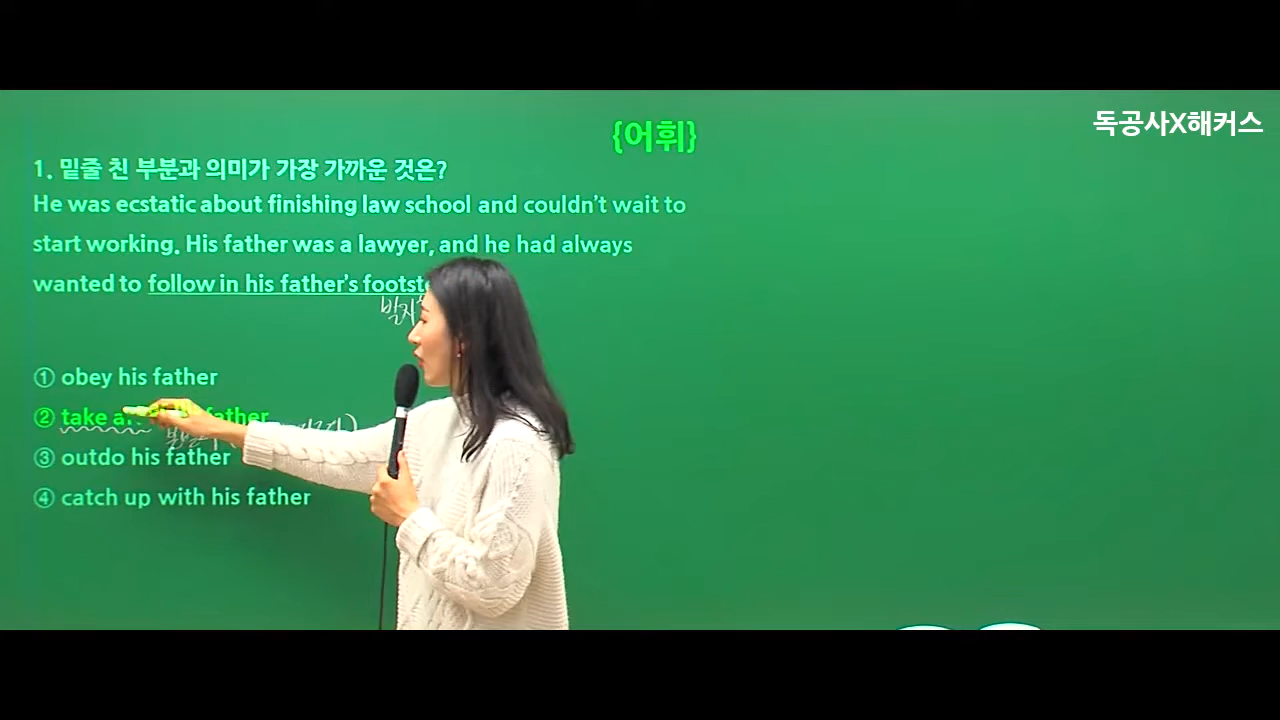 독공사X해커스
{어휘}
1. 밑줄 친 부분과 의미가 가장 가까운 것은?
He was ecstatic about finishing law school and couldn't wait to
start working. His father was a lawyer, and he had always
wanted to follow in his father's
① obey his father
② take father
③ outdo his father
④ catch up with his father